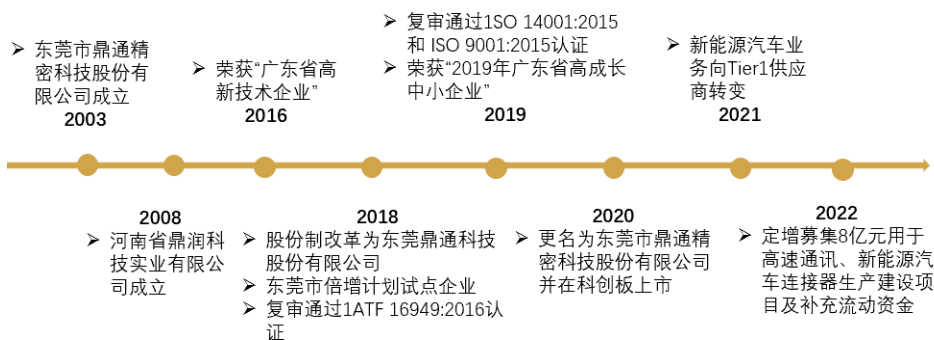 ➢ 东莞市鼎通精
密科技股份有
限公司成立
2003
➢ 荣获“广东省高
新技术企业”
2016
➢ 复审通过1SO 14001:2015
和 ISO 9001:2015认证
➢ 荣获“2019年广东省高成长
中小企业”
2019
➢ 新能源汽车业
务向Tier1供应
商转变
2021
2008
➢ 河南省鼎润科
技实业有限公
司成立
2018
➢ 股份制改革为东莞鼎通科技
股份有限公司
➢ 东莞市倍增计划试点企业
➢ 复审通过1ATF 16949:2016认
证
2020
➢ 更名为东莞市鼎通精
密科技股份有限公司
并在科创板上市
2022
➢ 定增募集8亿元用于
高速通讯、新能源汽
车连接器生产建设项
目及补充流动资金